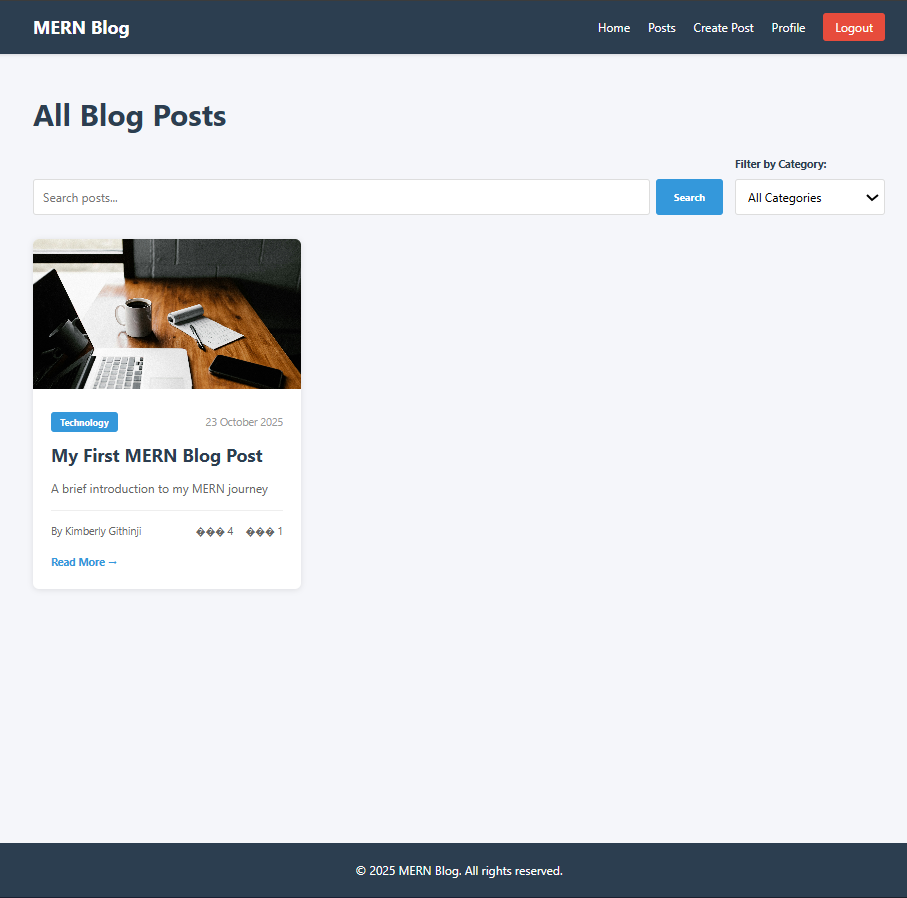 MERN Blog
Home Posts Create Post Profile Logout
All Blog Posts
Filter by Category:
Search posts...
Search
All Categories
Technology
23 October 2025
My First MERN Blog Post
A brief introduction to my MERN journey
By Kimberly Githinji ��� 4 ��� 1
Read More →
© 2025 MERN Blog. All rights reserved.